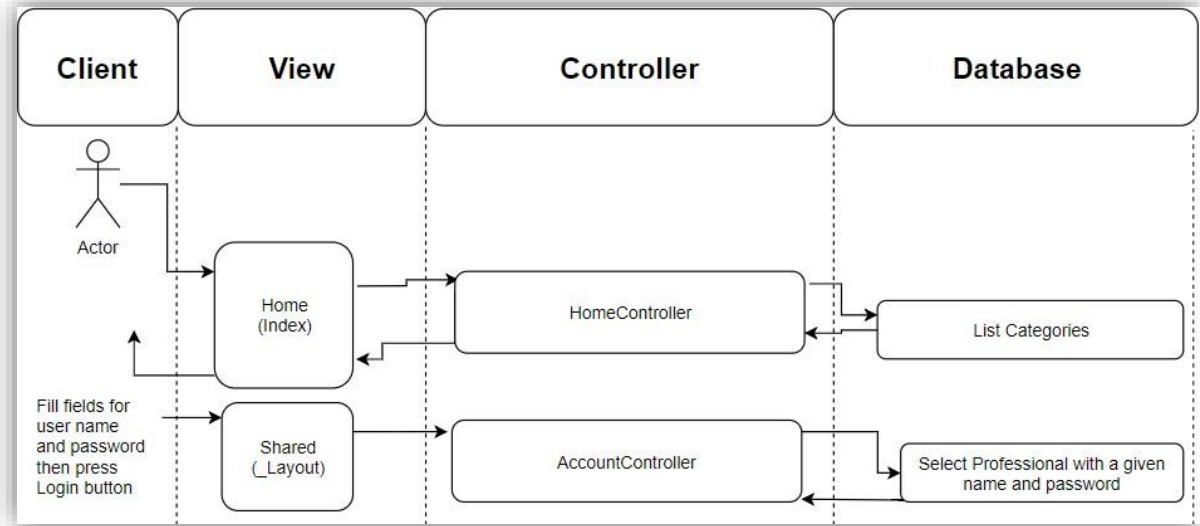 Client
View
Controller
Database
Actor
Home
(Index)
HomeController
List Categories
Fill fields for
user name
and password
then press
Login button
Shared
(_Layout)
AccountController
Select Professional with a given
name and password